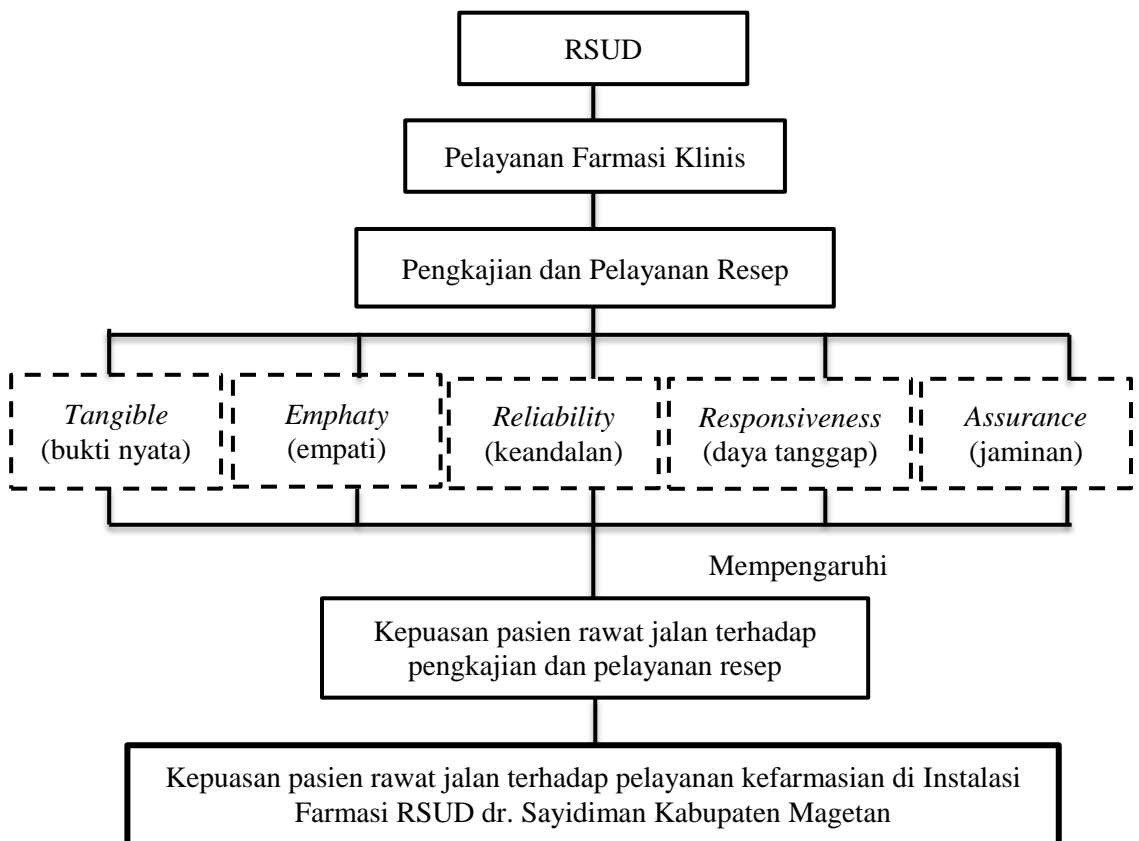 RSUD
Pelayanan Farmasi Klinis
Pengkajian dan Pelayanan Resep
Tangible
(bukti nyata)
Emphaty
(empati)
Reliability
(keandalan)
Responsiveness
(daya tanggap)
Assurance
(jaminan)
Mempengaruhi
Kepuasan pasien rawat jalan terhadap
pengkajian dan pelayanan resep
Kepuasan pasien rawat jalan terhadap pelayanan kefarmasian di Instalasi
Farmasi RSUD dr. Sayidiman Kabupaten Magetan